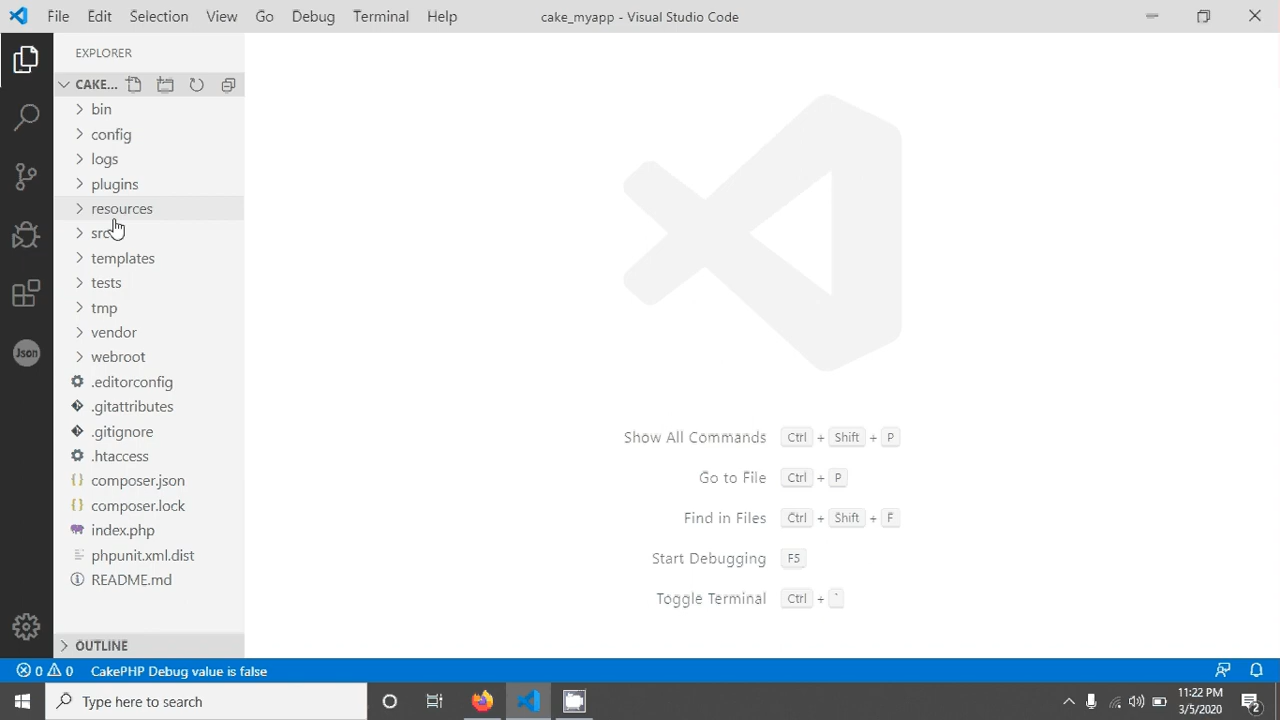 File Edit Selection View Go Debug Terminal Help
cake_myapp - Visual Studio Code
EXPLORER
CAKE...
bin
config
logs
plugins
resources
src
templates
tests
tmp
vendor
webroot
.editorconfig
.gitattributes
.gitignore
.htaccess
composer.json
composer.lock
index.php
phpunit.xml.dist
README.md
OUTLINE
Json
Show All Commands Ctrl + Shift + P
Go to File Ctrl + P
Find in Files Ctrl + Shift + F
Start Debugging F5
Toggle Terminal Ctrl + `
0 0 CakePHP Debug value is false
Type here to search
11:22 PM
3/5/2020
2